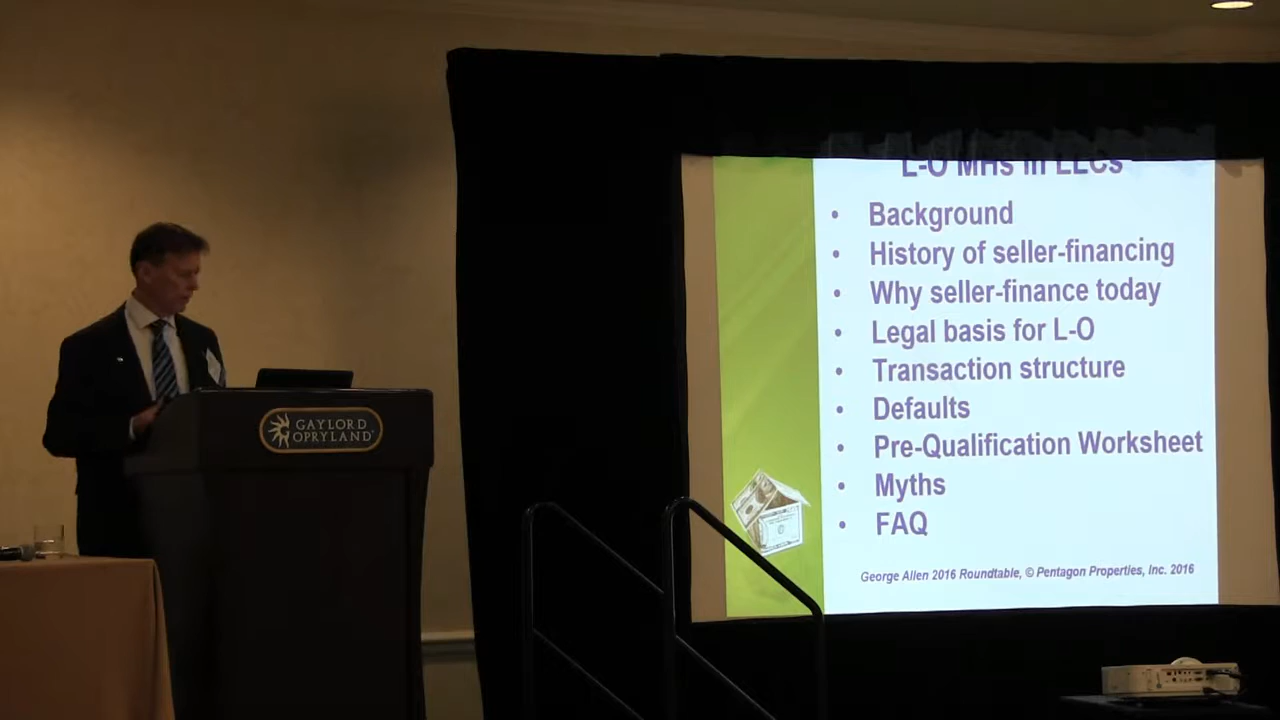 L-O MHs in LLCs
• Background
• History of seller-financing
• Why seller-finance today
• Legal basis for L-O
• Transaction structure
• Defaults
• Pre-Qualification Worksheet
• Myths
• FAQ
George Allen 2016 Roundtable, © Pentagon Properties, Inc. 2016
GAYLORD
OPRYLAND